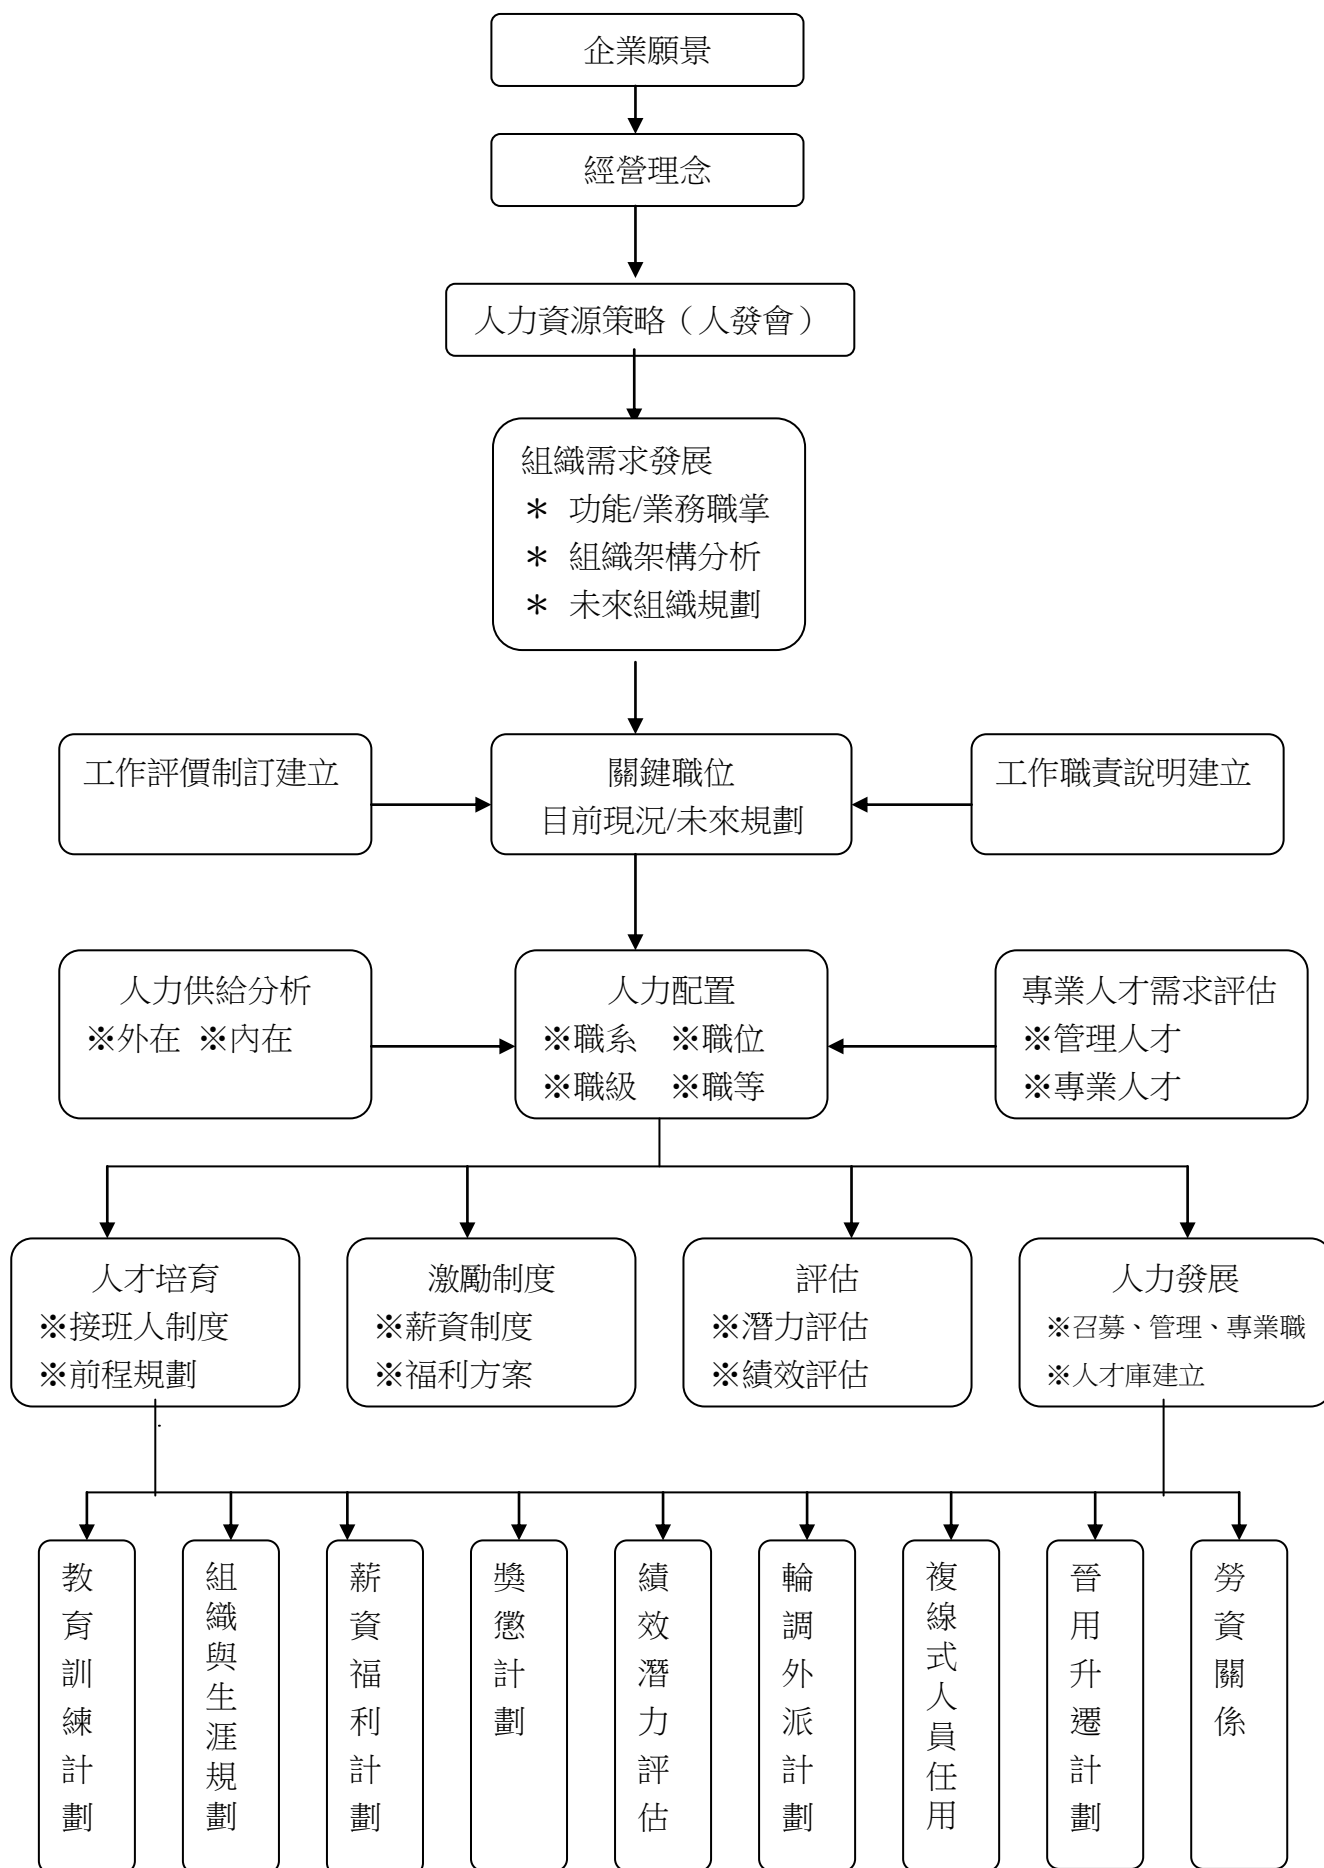 企業願景
經營理念
人力資源策略（人發會）
組織需求發展
＊ 功能/業務職掌
＊ 組織架構分析
＊ 未來組織規劃
工作評價制訂建立
關鍵職位
目前現況/未來規劃
工作職責說明建立
人力供給分析
※外在 ※內在
人力配置
※職系 ※職位
※職級 ※職等
專業人才需求評估
※管理人才
※專業人才
人才培育
※接班人制度
※前程規劃
激勵制度
※薪資制度
※福利方案
評估
※潛力評估
※績效評估
人力發展
※召募、管理、專業職
※人才庫建立
教育訓練計劃
組織與生涯規劃
薪資福利計劃
獎懲計劃
績效潛力評估
輪調外派計劃
複線式人員任用
晉用升遷計劃
勞資關係